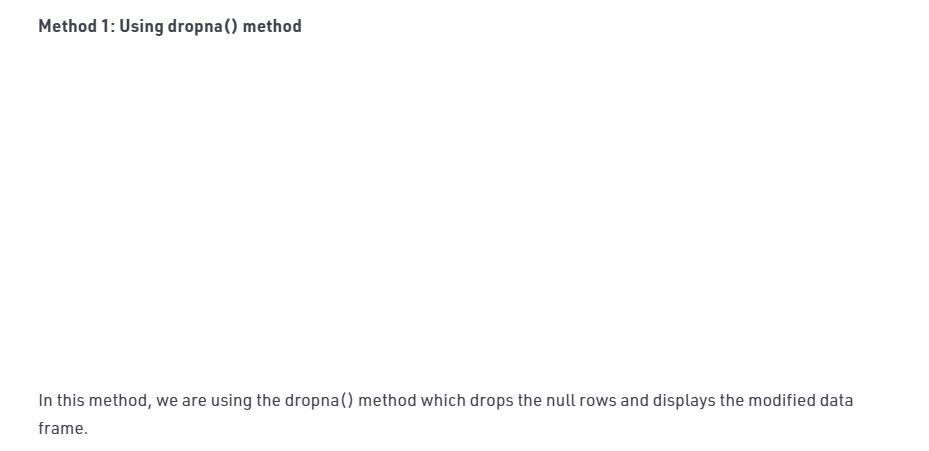 Method 1: Using dropna() method
In this method, we are using the dropna() method which drops the null rows and displays the modified data
frame.